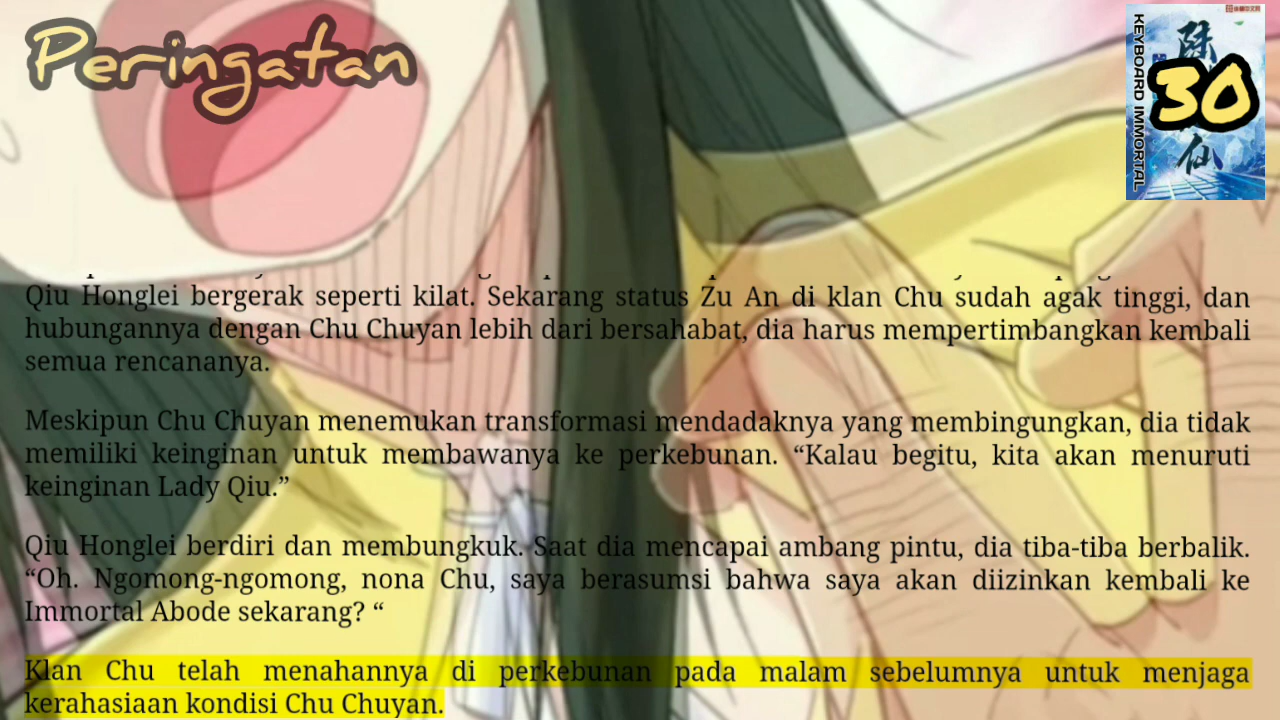 Peringatan
KEYBOARD IMMORTAL
陆
30
仙
Qiu Honglei bergerak seperti kilat. Sekarang status Zu An di klan Chu sudah agak tinggi, dan
hubungannya dengan Chu Chuyan lebih dari bersahabat, dia harus mempertimbangkan kembali
semua rencananya.
Meskipun Chu Chuyan menemukan transformasi mendadaknya yang membingungkan, dia tidak
memiliki keinginan untuk membawanya ke perkebunan. “Kalau begitu, kita akan menuruti
keinginan Lady Qiu.”
Qiu Honglei berdiri dan membungkuk. Saat dia mencapai ambang pintu, dia tiba-tiba berbalik.
“Oh. Ngomong-ngomong, nona Chu, saya berasumsi bahwa saya akan diizinkan kembali ke
Immortal Abode sekarang? “
Klan Chu telah menahannya di perkebunan pada malam sebelumnya untuk menjaga
kerahasiaan kondisi Chu Chuyan.